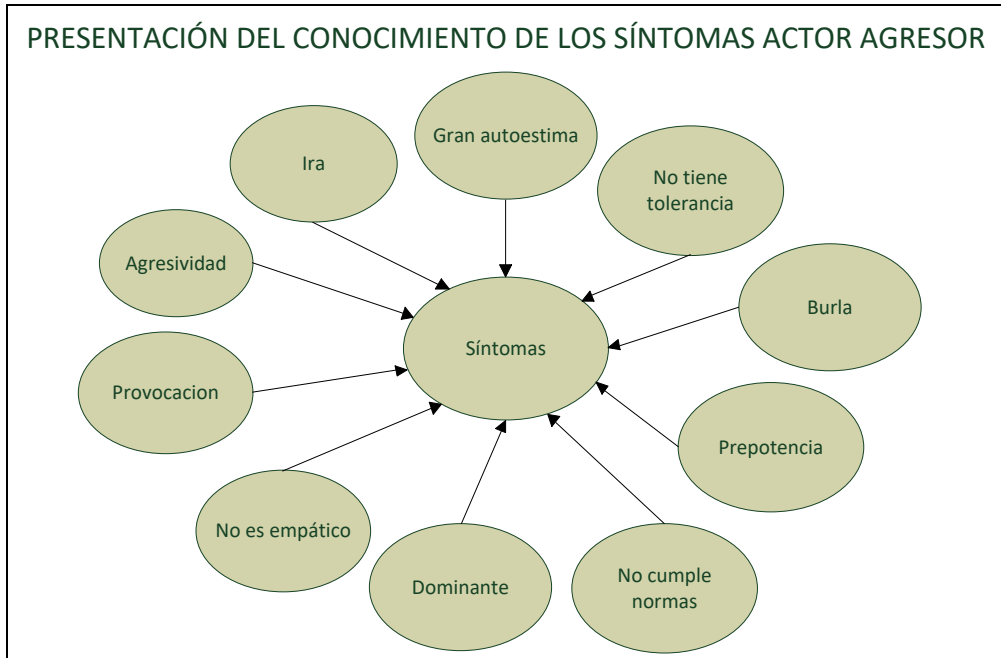 PRESENTACIÓN DEL CONOCIMIENTO DE LOS SÍNTOMAS ACTOR AGRESOR
Gran autoestima
Ira
No tiene
tolerancia
Agresividad
Burla
Síntomas
Provocacion
Prepotencia
No es empático
Dominante
No cumple
normas